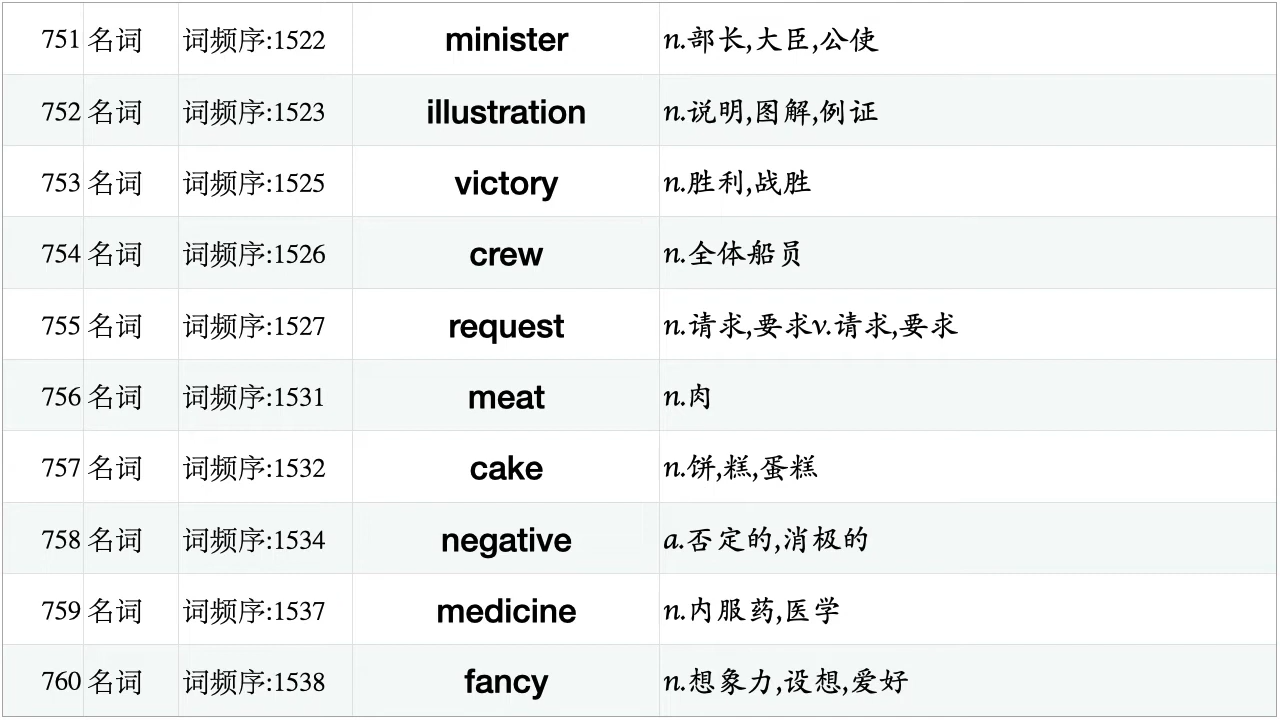 751 名词 词频序:1522 minister n.部长,大臣,公使
752 名词 词频序:1523 illustration n.说明,图解,例证
753 名词 词频序:1525 victory n.胜利,战胜
754 名词 词频序:1526 crew n.全体船员
755 名词 词频序:1527 request n.请求,要求v.请求,要求
756 名词 词频序:1531 meat n.肉
757 名词 词频序:1532 cake n.饼,糕,蛋糕
758 名词 词频序:1534 negative a.否定的,消极的
759 名词 词频序:1537 medicine n.内服药,医学
760 名词 词频序:1538 fancy n.想象力,设想,爱好